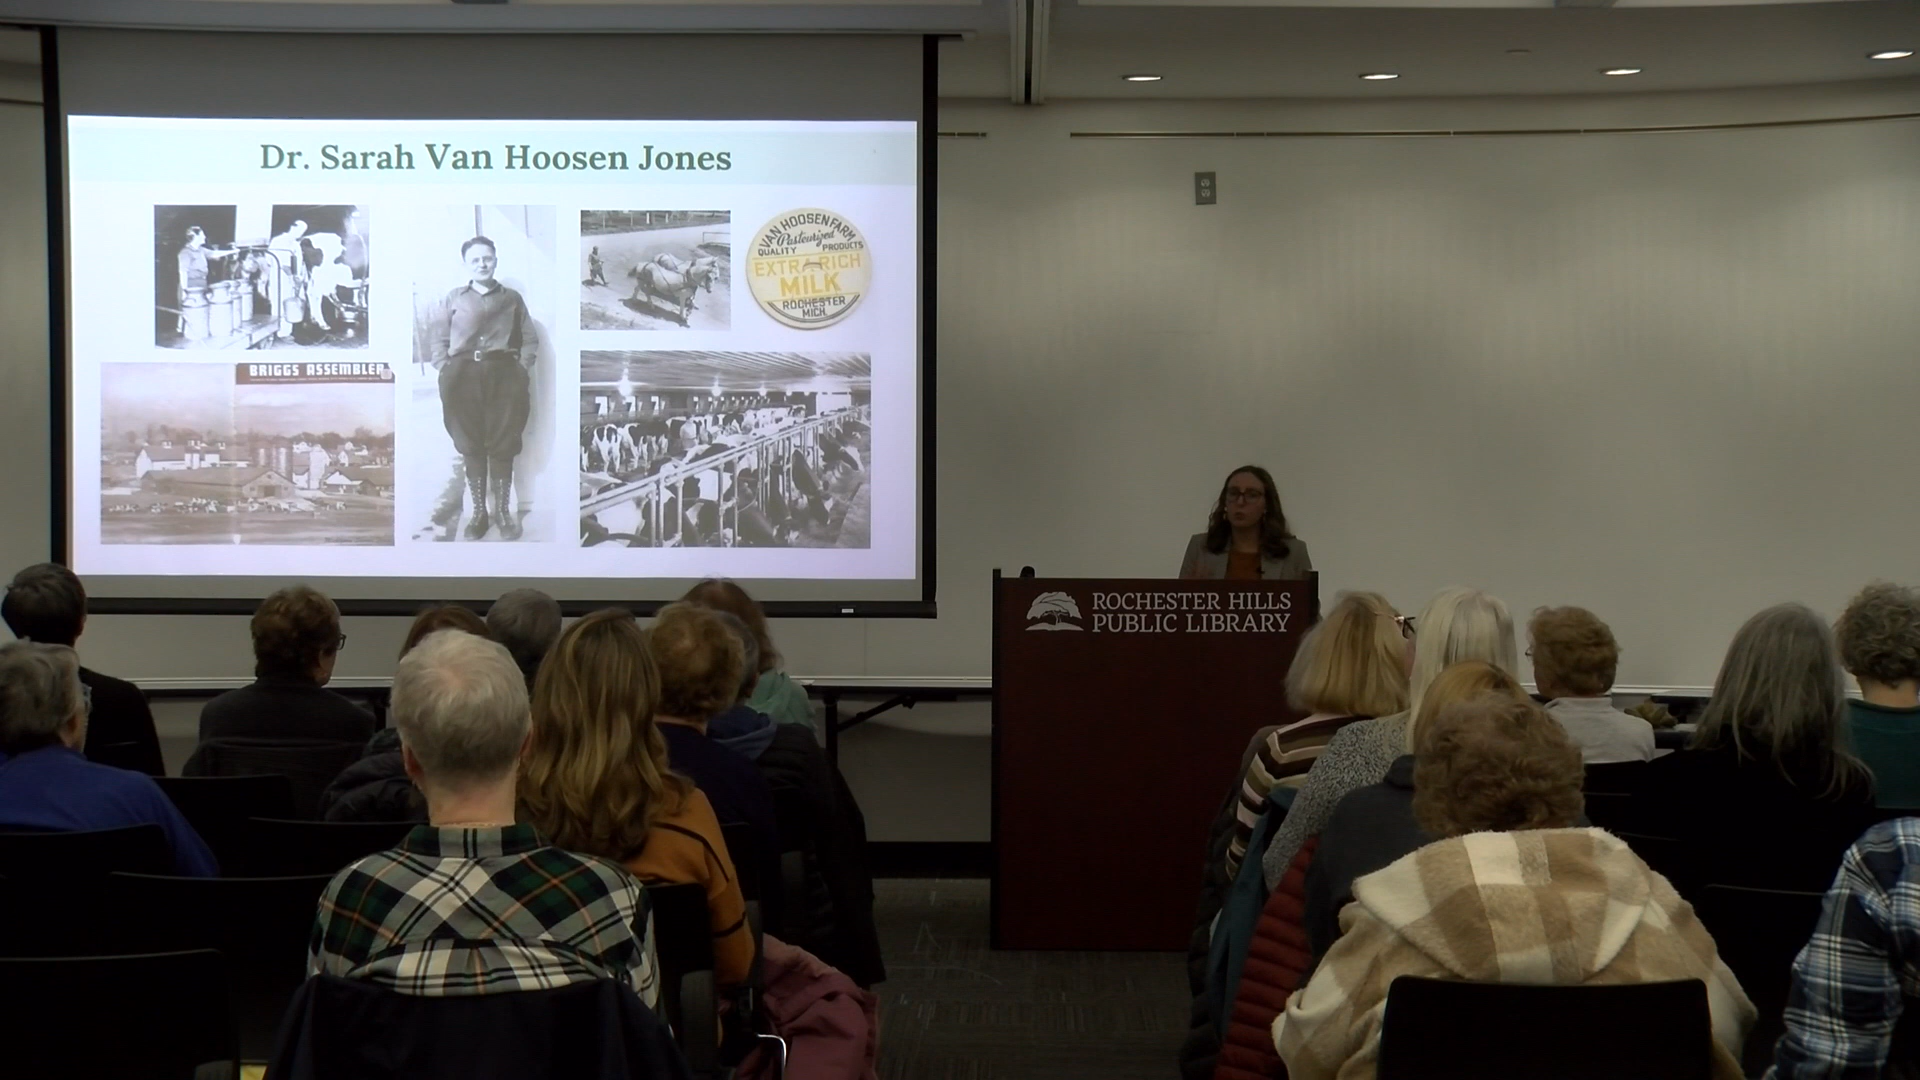 Dr. Sarah Van Hoosen Jones
VAN HOOSEN FARM
Pasteurized
QUALITY PRODUCTS
EXTRA RICH
MILK
ROCHESTER
MICH.
BRIGGS ASSEMBLER
ROCHESTER HILLS
PUBLIC LIBRARY